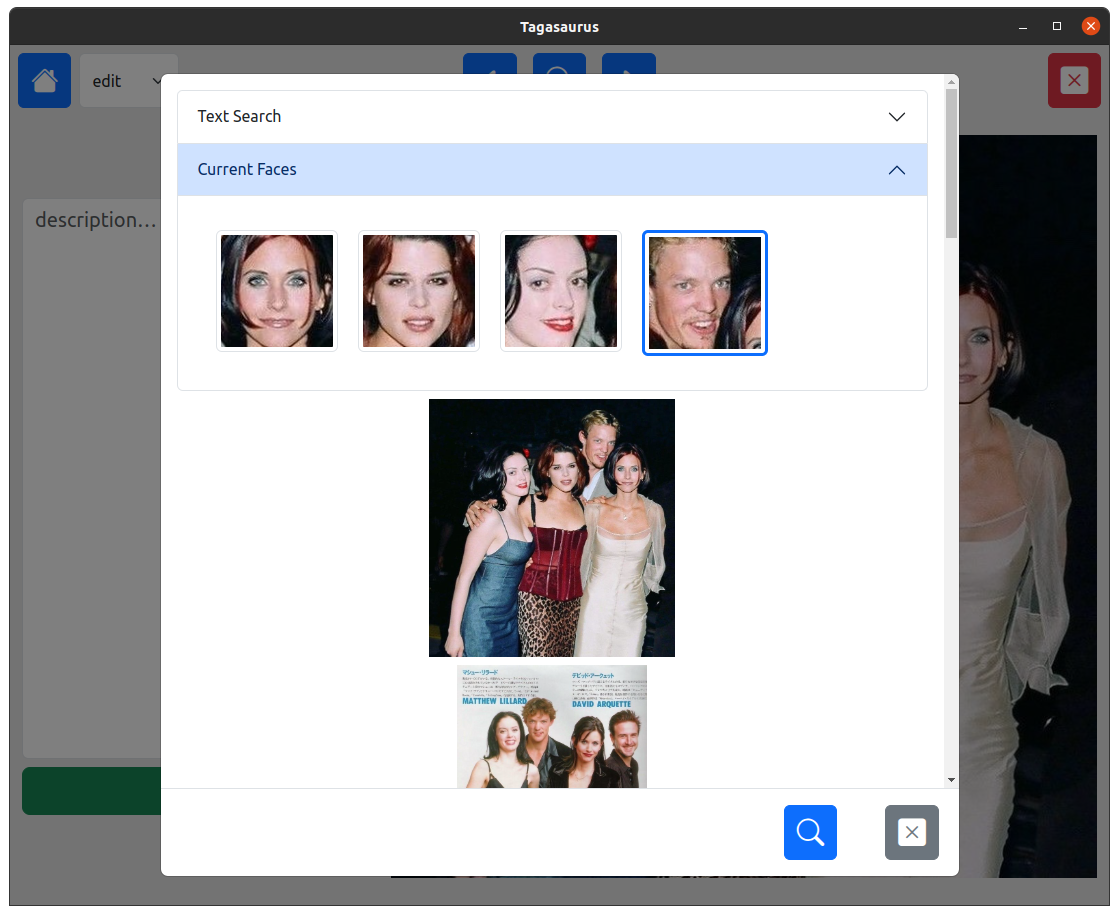 Tagasaurus
edit
Text Search
Current Faces
description...
マシュー・リラード
デビッド・アークェット
MATTHEW LILLARD
DAVID ARQUETTE